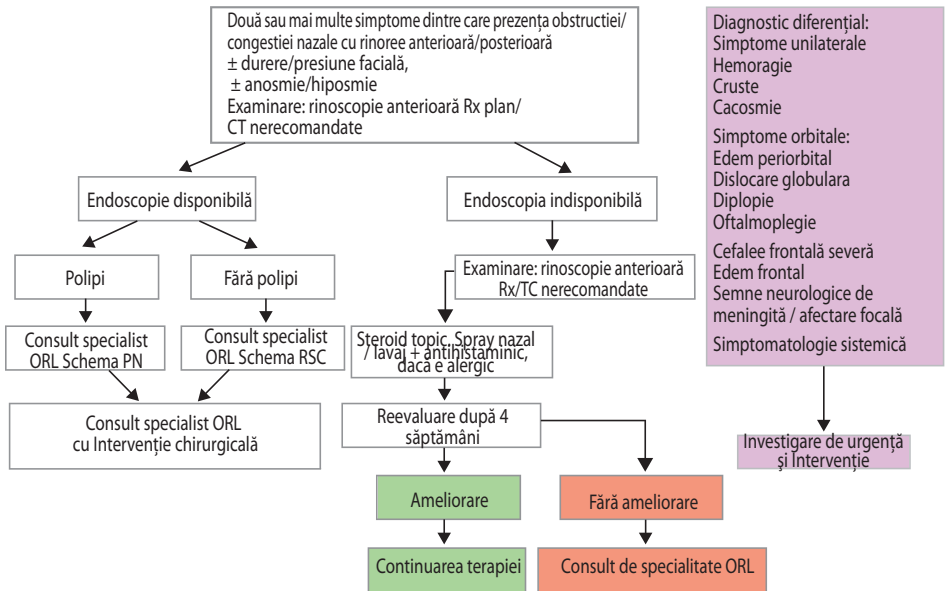 Două sau mai multe simptome dintre care prezența obstrucției/
congestiei nazale cu rinoree anterioară/posterioară
± durere/presiune facială,
± anosmie/hiposmie
Examinare: rinoscopie anterioară Rx plan/
CT nerecomandate
Endoscopie disponibilă
Endoscopia indisponibilă
Polipi
Fără polipi
Examinare: rinoscopie anterioară
Rx/TC nerecomandate
Consult specialist
ORL Schema PN
Consult specialist
ORL Schema RSC
Steroid topic, Spray nazal
/ lavaj + antihistaminic,
dacă e alergic
Consult specialist ORL
cu Intervenție chirurgicală
Reevaluare după 4
săptămâni
Ameliorare
Fără ameliorare
Continuarea terapiei
Consult de specialitate ORL
Diagnostic diferențial:
Simptome unilaterale
Hemoragie
Cruste
Cacosmie
Simptome orbitale:
Edem periorbital
Dislocare globulara
Diplopie
Oftalmoplegie
Cefalee frontală severă
Edem frontal
Semne neurologice de
meningită / afectare focală
Simptomatologie sistemică
Investigare de urgență
și Intervenție